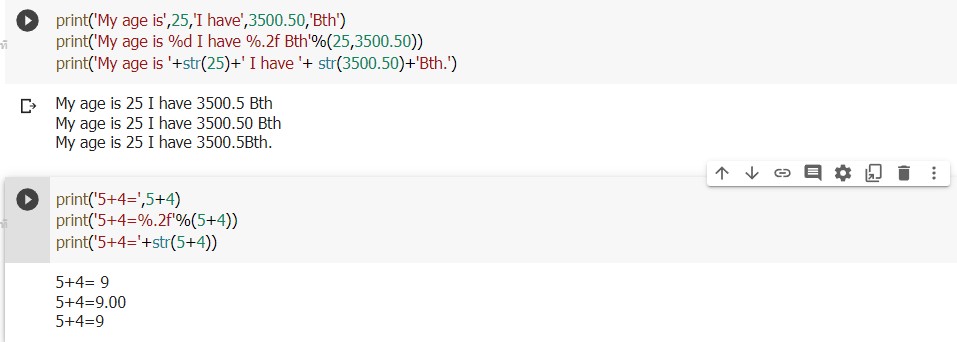 print('My age is',25,'I have',3500.50,'Bth')
print('My age is %d I have %.2f Bth'%(25,3500.50))
print('My age is '+str(25)+' I have '+ str(3500.50)+'Bth.')
My age is 25 I have 3500.5 Bth
My age is 25 I have 3500.50 Bth
My age is 25 I have 3500.5Bth.
print('5+4=',5+4)
print('5+4=%.2f'%(5+4))
print('5+4='+str(5+4))
5+4= 9
5+4=9.00
5+4=9